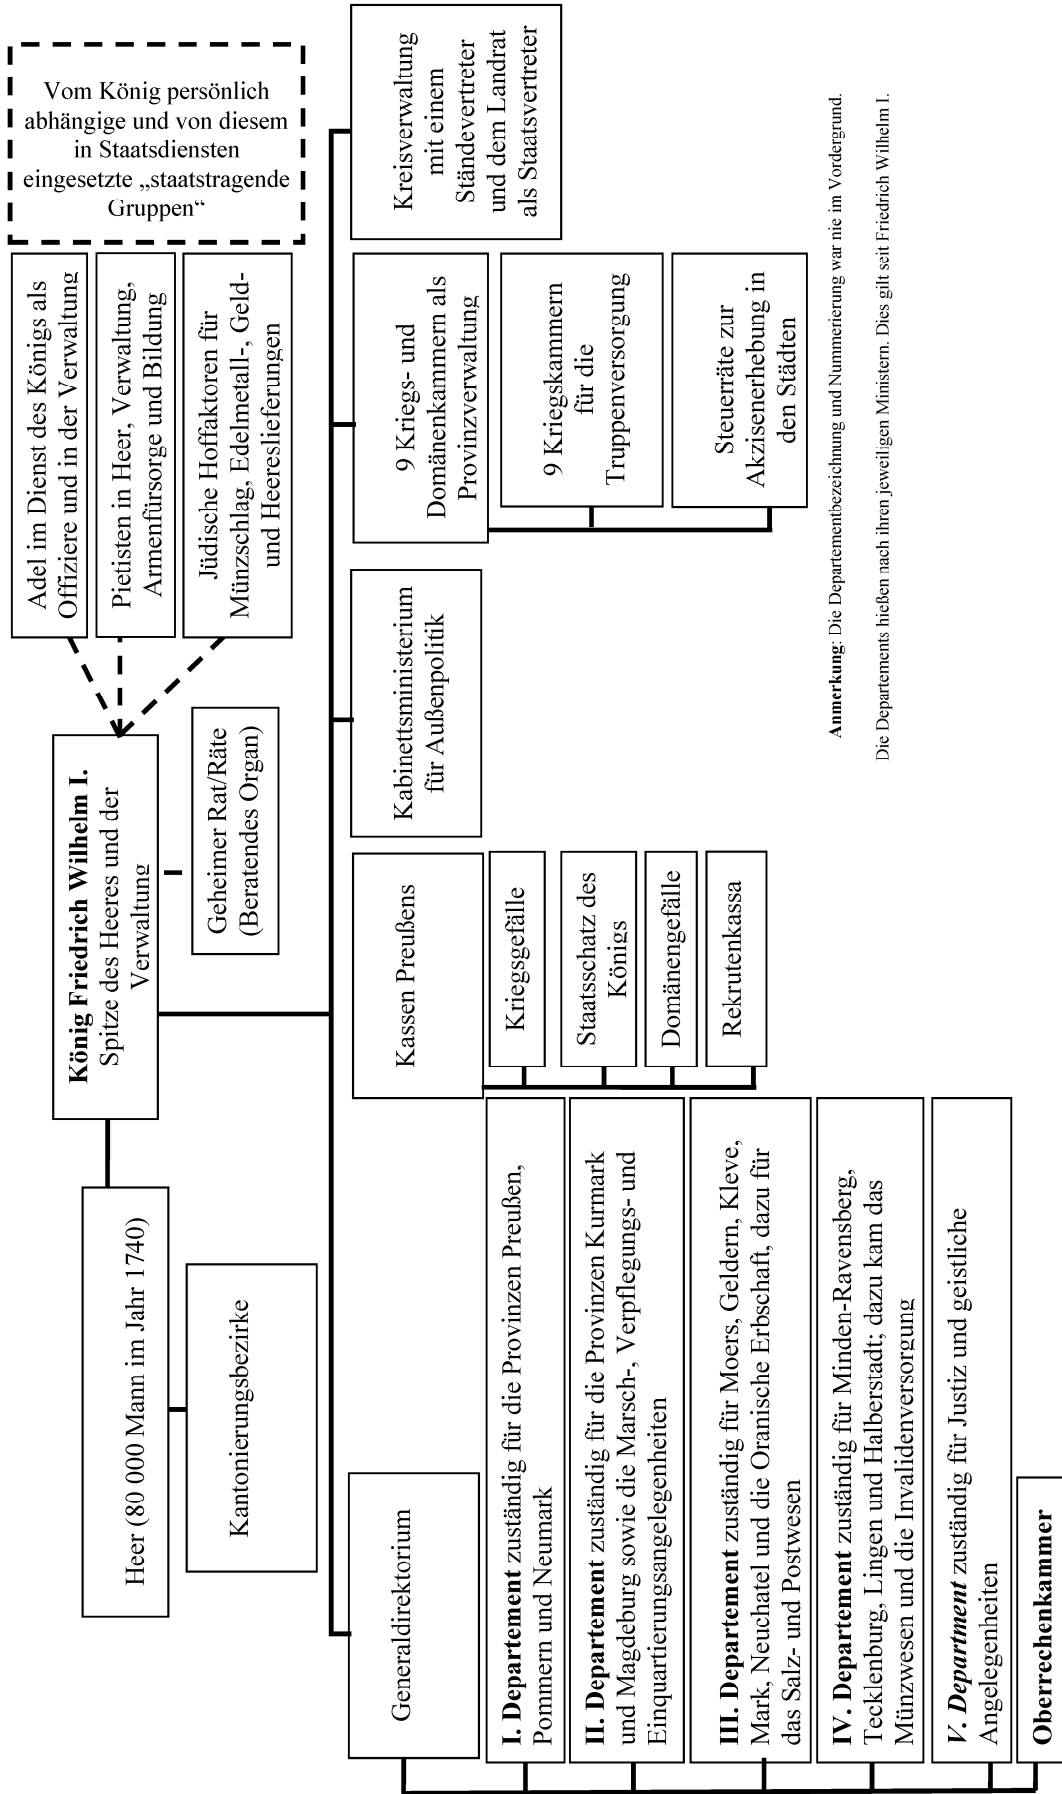 Vom König persönlich
abhängige und von diesem
in Staatsdiensten
eingesetzte „staatstragende
Gruppen“
Adel im Dienst des Königs als
Offiziere und in der Verwaltung
Pietisten in Heer, Verwaltung,
Armenfürsorge und Bildung
Jüdische Hoffaktoren für
Münzschlag, Edelmetall-, Geld-
und Heereslieferungen
König Friedrich Wilhelm I.
Spitze des Heeres und der
Verwaltung
Geheimer Rat/Räte
(Beratendes Organ)
Heer (80 000 Mann im Jahr 1740)
Kantonierungsbezirke
Generaldirektorium
I. Departement zuständig für die Provinzen Preußen,
Pommern und Neumark
II. Departement zuständig für die Provinzen Kurmark
und Magdeburg sowie die Marsch-, Verpflegungs- und
Einquartierungsangelegenheiten
III. Departement zuständig für Moers, Geldern, Kleve,
Mark, Neuchatel und die Oranische Erbschaft, dazu für
das Salz- und Postwesen
IV. Departement zuständig für Minden-Ravensberg,
Tecklenburg, Lingen und Halberstadt; dazu kam das
Münzwesen und die Invalidenversorgung
V. Department zuständig für Justiz und geistliche
Angelegenheiten
Oberrechenkammer
Kassen Preußens
Kriegsgefälle
Staatsschatz des
Königs
Domänengefälle
Rekrutenkassa
Kabinettsministerium
für Außenpolitik
9 Kriegs- und
Domänenkammern als
Provinzverwaltung
9 Kriegskammern
für die
Truppenversorgung
Steuerräte zur
Akzisenerhebung in
den Städten
Kreisverwaltung
mit einem
Ständevertreter
und dem Landrat
als Staatsvertreter
Anmerkung: Die Departementbezeichnung und Nummerierung war nie im Vordergrund.
Die Departements hießen nach ihren jeweiligen Ministern. Dies gilt seit Friedrich Wilhelm I.